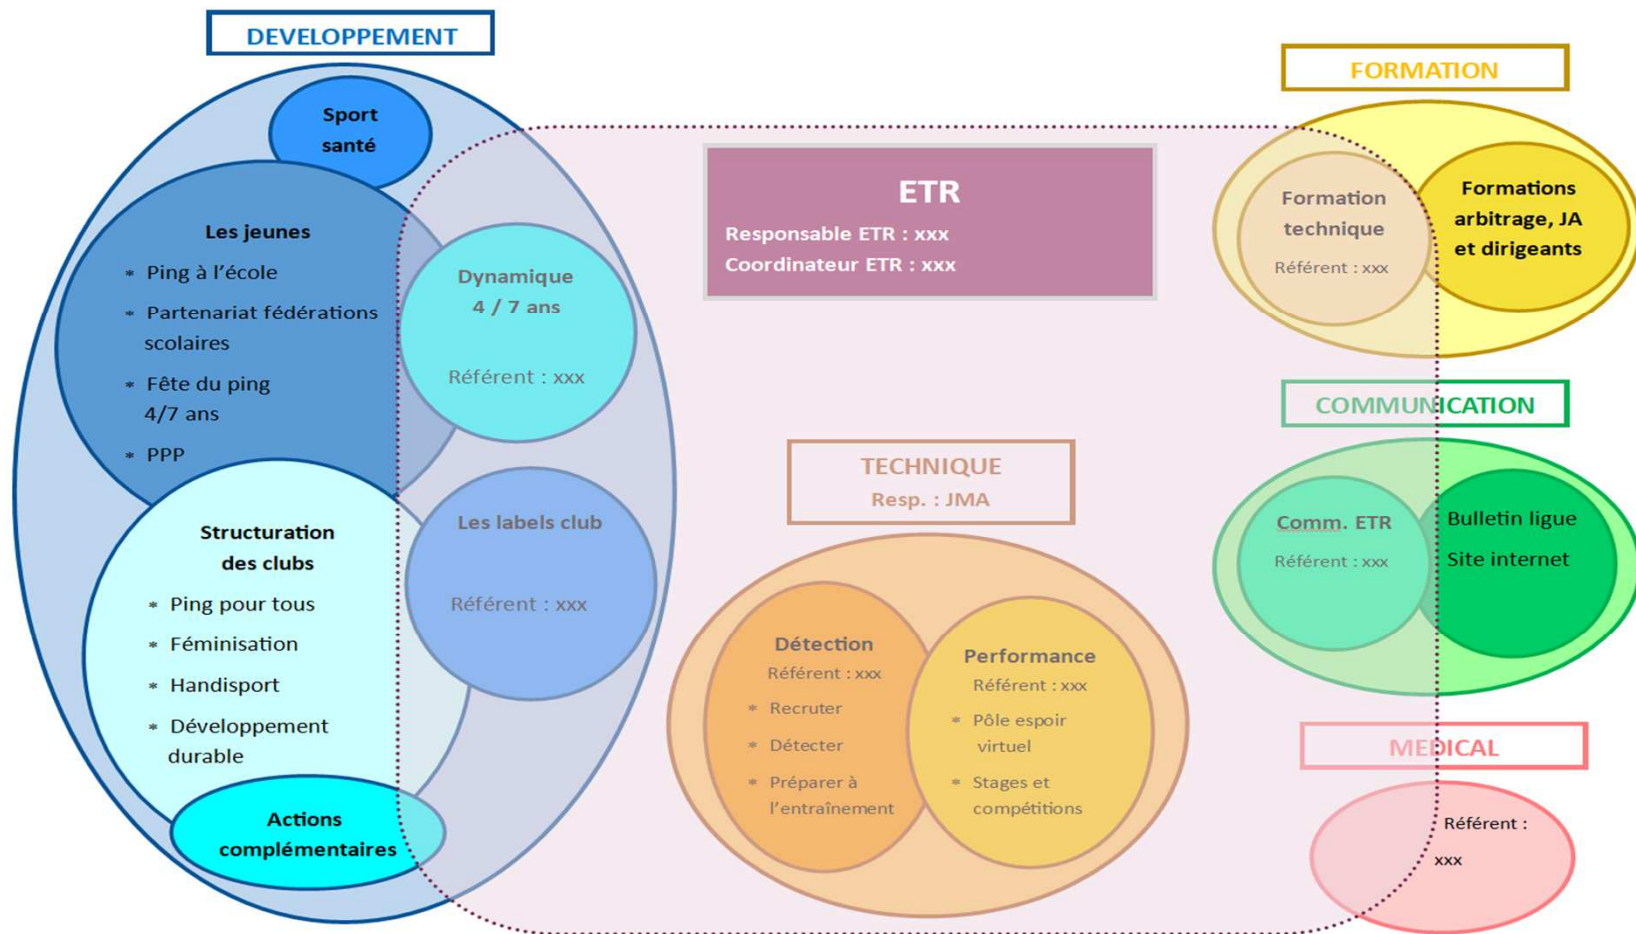 DEVELOPPEMENT
Sport
santé
Les jeunes
* Ping à l’école
* Partenariat fédérations
scolaires
* Fête du ping
4/7 ans
* PPP
Dynamique
4 / 7 ans
Référent : xxx
Structuration
des clubs
* Ping pour tous
* Féminisation
* Handisport
* Développement
durable
Les labels club
Référent : xxx
Actions
complémentaires
ETR
Responsable ETR : xxx
Coordinateur ETR : xxx
TECHNIQUE
Resp. : JMA
Détection
Référent : xxx
* Recruter
* Détecter
* Préparer à
l’entraînement
Performance
Référent : xxx
* Pôle espoir
virtuel
* Stages et
compétitions
FORMATION
Formation
technique
Référent : xxx
Formations
arbitrage, JA
et dirigeants
COMMUNICATION
Comm. ETR
Référent : xxx
Bulletin ligue
Site internet
MEDICAL
Référent :
xxx